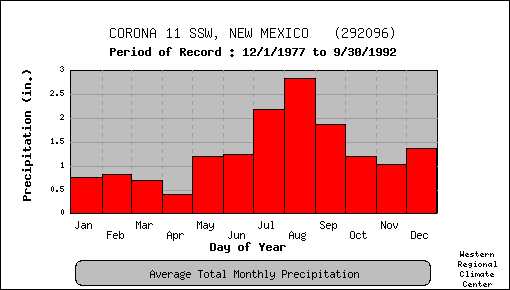 CORONA 11 SSW, NEW MEXICO (292096)
Period of Record : 12/1/1977 to 9/30/1992
Precipitation (in.)
3
2.5
2
1.5
1
0.5
0
Jan Mar May Jul Sep Nov
Feb Apr Jun Aug Oct Dec
Day of Year
Average Total Monthly Precipitation
Western
Regional
Climate
Center